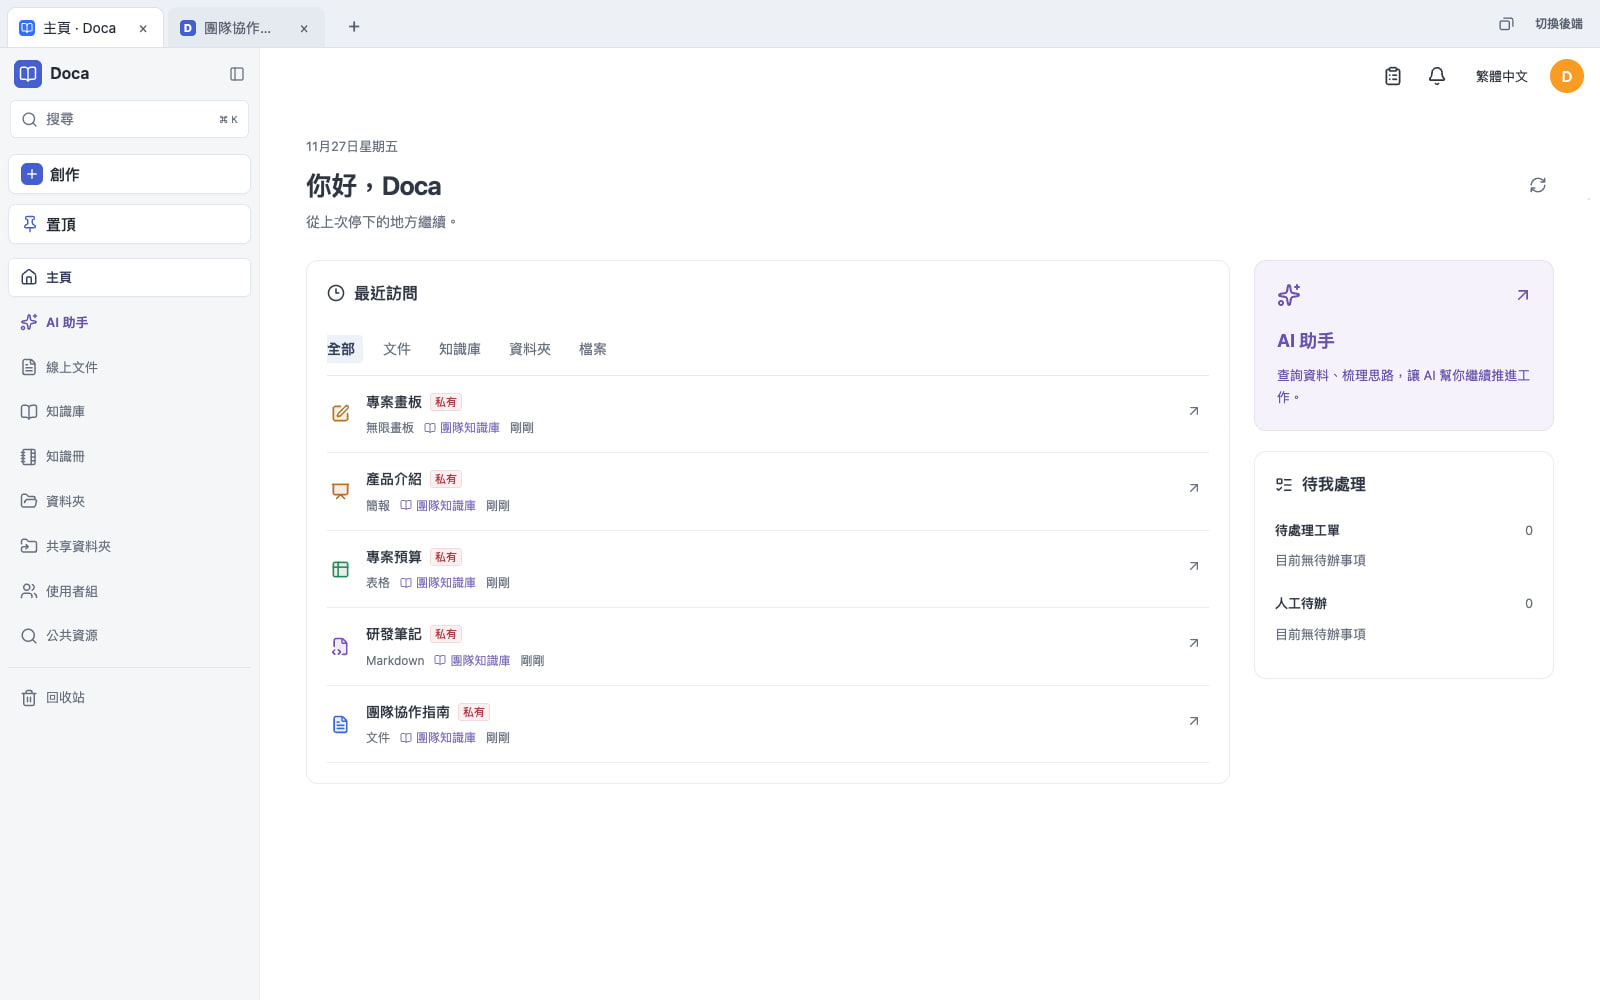 主頁 · Doca
團隊協作...
切換後端
Doca
搜尋
⌘ K
創作
置頂
主頁
AI 助手
線上文件
知識庫
知識冊
資料夾
共享資料夾
使用者組
公共資源
回收站
繁體中文
D
11月27日星期五
你好，Doca
從上次停下的地方繼續。
最近訪問
全部 文件 知識庫 資料夾 檔案
專案畫板 私有
無限畫板 團隊知識庫 剛剛
產品介紹 私有
簡報 團隊知識庫 剛剛
專案預算 私有
表格 團隊知識庫 剛剛
研發筆記 私有
Markdown 團隊知識庫 剛剛
團隊協作指南 私有
文件 團隊知識庫 剛剛
AI 助手
查詢資料、梳理思路，讓 AI 幫你繼續推進工
作。
待我處理
待處理工單 0
目前無待辦事項
人工待辦 0
目前無待辦事項